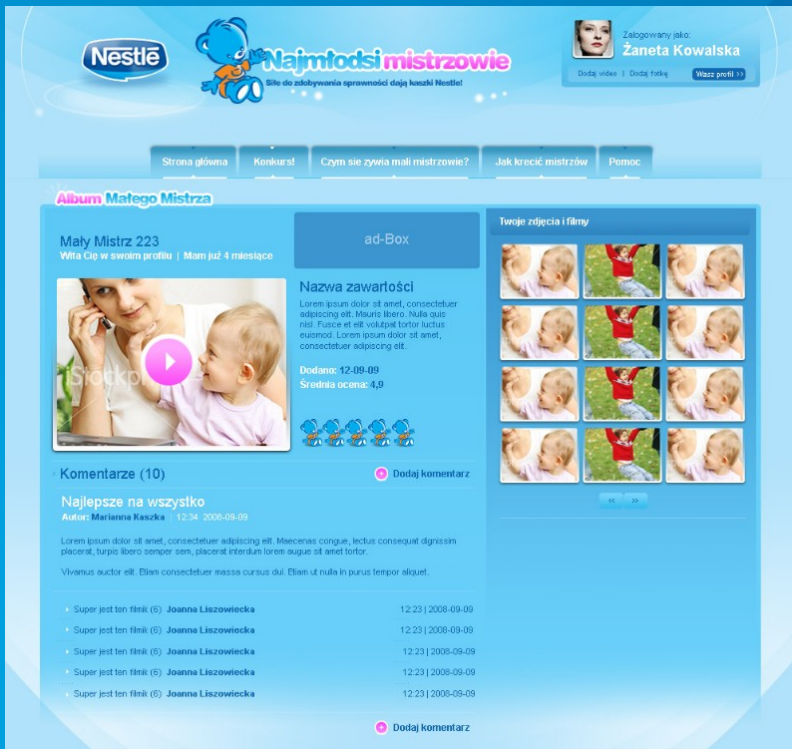 Nestlé
Najmłodsi mistrzowie
Siłę do zdobywania sprawności dają kaszki Nestle!
Zalogowany jako:
Żaneta Kowalska
Dodaj video | Dodaj fotkę
Wasz profil >>
Strona główna
Konkurs!
Czym sie zywia mali mistrzowie?
Jak krecić mistrzów
Pomoc
Album Małego Mistrza
Mały Mistrz 223
Wita Cię w swoim profilu | Mam już 4 miesiące
ad-Box
Nazwa zawartości
Lorem ipsum dolor sit amet, consectetuer
adipiscing elit. Mauris libero. Nulla quis
nisl. Fusce et elit volutpat tortor luctus
euismod. Lorem ipsum dolor sit amet,
consectetuer adipiscing elit.
Dodano: 12-09-09
Średnia ocena: 4,9
iStockp
Komentarze (10)
Dodaj komentarz
Najlepsze na wszystko
Autor: Marianna Kaszka | 12:34 2008-09-09
Lorem ipsum dolor sit amet, consectetuer adipiscing elit. Maecenas congue, lectus consequat dignissim
placerat, turpis libero semper sem, placerat interdum lorem augue sit amet tortor.
Vivamus auctor elit. Etiam consectetuer massa cursus dui. Etiam ut nulla in purus tempor aliquet.
Super jest ten filmik (6) Joanna Liszowiecka 12:23 | 2008-09-09
Super jest ten filmik (6) Joanna Liszowiecka 12:23 | 2008-09-09
Super jest ten filmik (6) Joanna Liszowiecka 12:23 | 2008-09-09
Super jest ten filmik (6) Joanna Liszowiecka 12:23 | 2008-09-09
Super jest ten filmik (6) Joanna Liszowiecka 12:23 | 2008-09-09
Dodaj komentarz
Twoje zdjęcia i filmy
<< >>